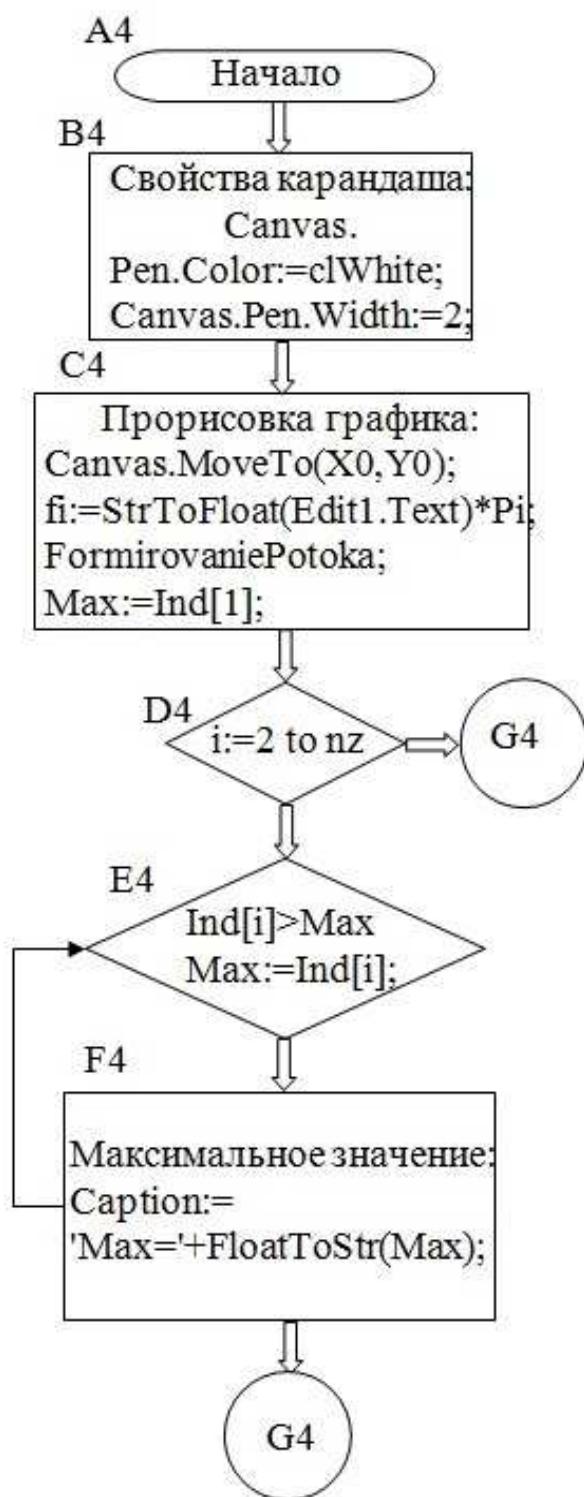 A4
Начало
B4
Свойства карандаша:
Canvas.
Pen.Color:=clWhite;
Canvas.Pen.Width:=2;
C4
Прорисовка графика:
Canvas.MoveTo(X0,Y0);
fi:=StrToFloat(Edit1.Text)*Pi;
FormirovaniePotoka;
Max:=Ind[1];
D4
i:=2 to nz
G4
E4
Ind[i]>Max
Max:=Ind[i];
F4
Максимальное значение:
Caption:=
'Max='+FloatToStr(Max);
G4